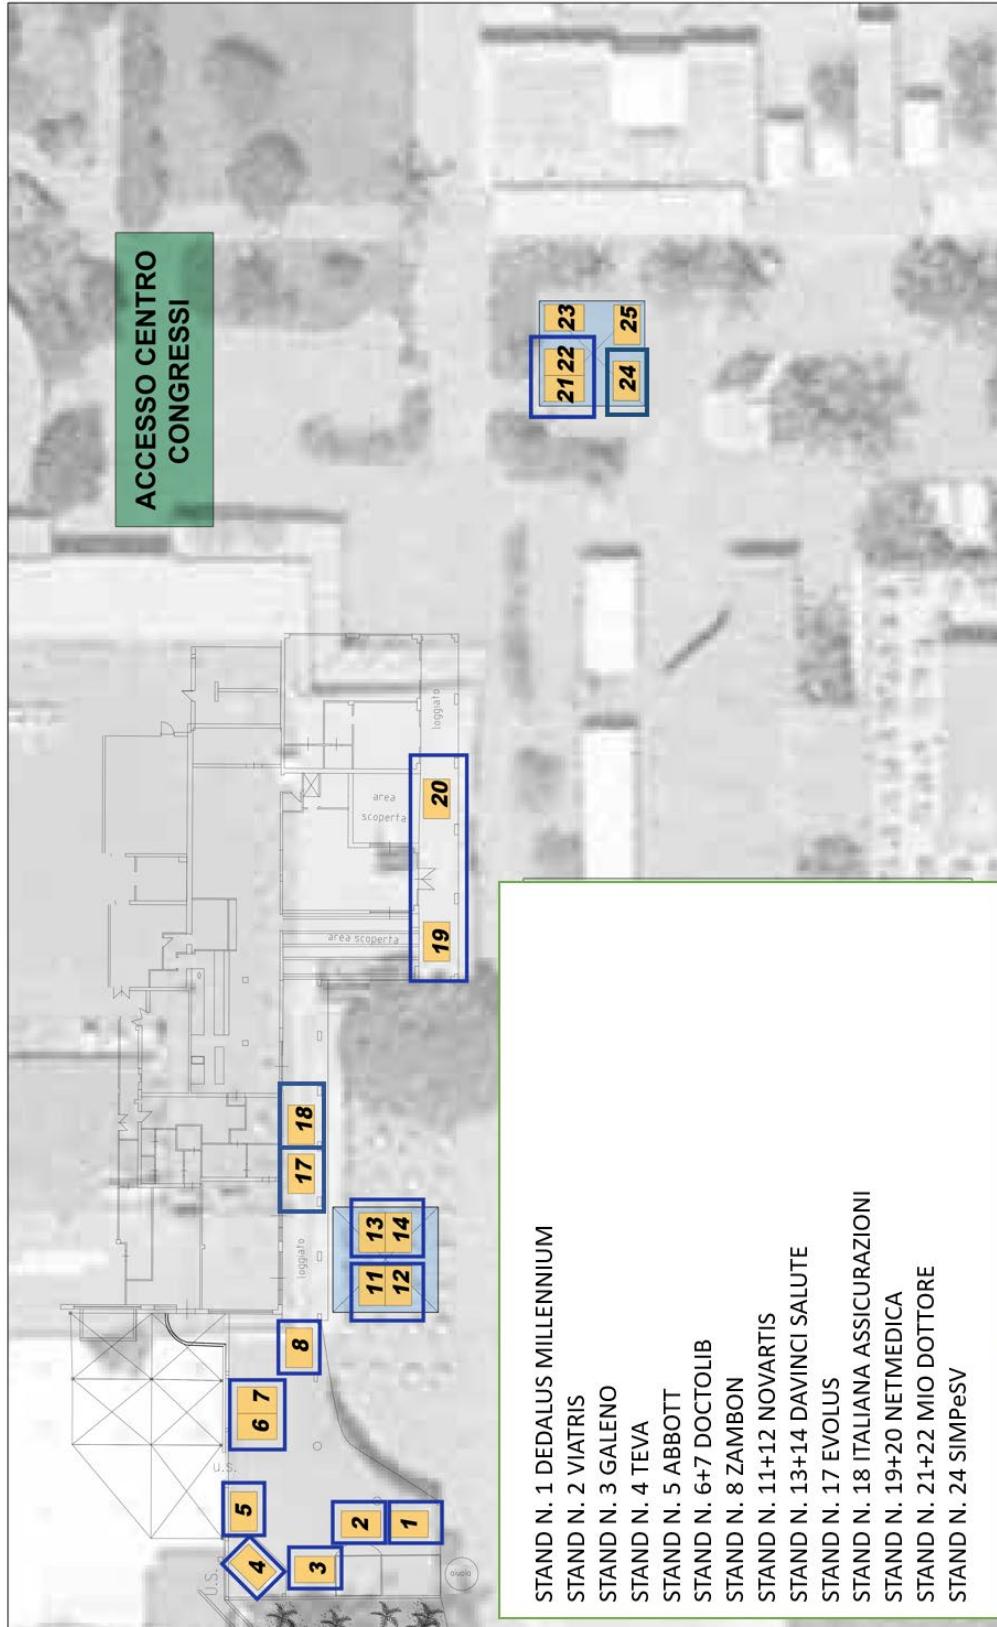 ACCESSO CENTRO
CONGRESSI
23
25
21 22
24
loggiato
area
scoperta
20
area scoperta
19
18
17
loggiato
13
14
11
12
8
6 7
u.s.
5
U.S.
4
3
2
1
aiuola
STAND N. 1 DEDALUS MILLENNIUM
STAND N. 2 VIATRIS
STAND N. 3 GALENO
STAND N. 4 TEVA
STAND N. 5 ABBOTT
STAND N. 6+7 DOCTOLIB
STAND N. 8 ZAMBON
STAND N. 11+12 NOVARTIS
STAND N. 13+14 DAVINCI SALUTE
STAND N. 17 EVOLUS
STAND N. 18 ITALIANA ASSICURAZIONI
STAND N. 19+20 NETMEDICA
STAND N. 21+22 MIO DOTTORE
STAND N. 24 SIMPeSV